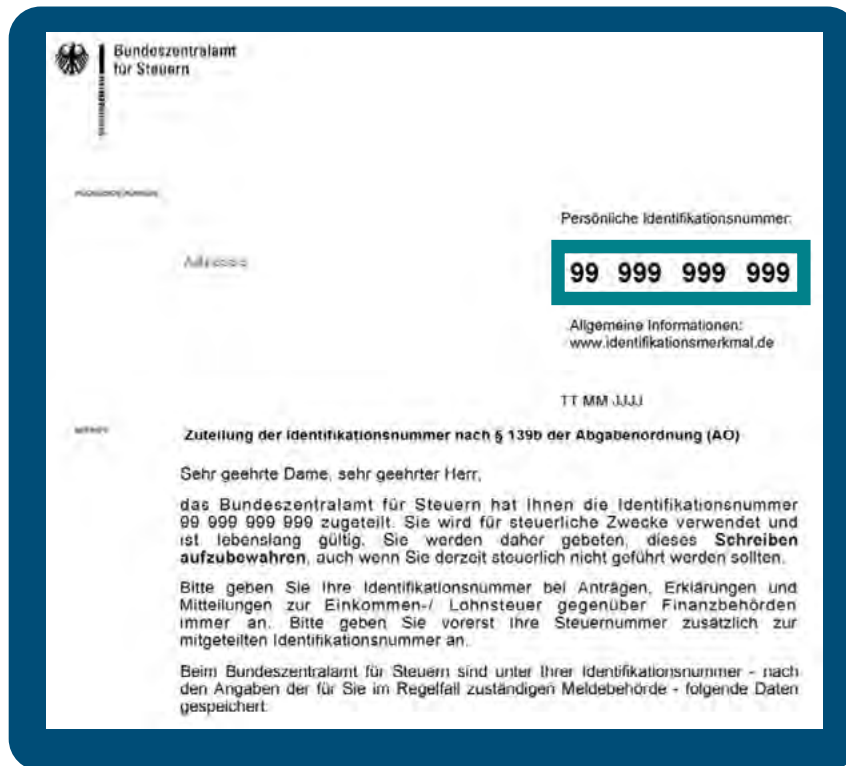 Bundeszentralamt
für Steuern
Persönliche Identifikationsnummer:
Adresse
99 999 999 999
Allgemeine Informationen:
www.identifikationsmerkmal.de
TT MM JJJJ
BETREFF
Zuteilung der Identifikationsnummer nach § 139b der Abgabenordnung (AO)
Sehr geehrte Dame, sehr geehrter Herr,
das Bundeszentralamt für Steuern hat Ihnen die Identifikationsnummer
99 999 999 999 zugeteilt. Sie wird für steuerliche Zwecke verwendet und
ist lebenslang gültig. Sie werden daher gebeten, dieses Schreiben
aufzubewahren, auch wenn Sie derzeit steuerlich nicht geführt werden sollten.
Bitte geben Sie Ihre Identifikationsnummer bei Anträgen, Erklärungen und
Mitteilungen zur Einkommen-/ Lohnsteuer gegenüber Finanzbehörden
immer an. Bitte geben Sie vorerst Ihre Steuernummer zusätzlich zur
mitgeteilten Identifikationsnummer an.
Beim Bundeszentralamt für Steuern sind unter Ihrer Identifikationsnummer - nach
den Angaben der für Sie im Regelfall zuständigen Meldebehörde - folgende Daten
gespeichert: